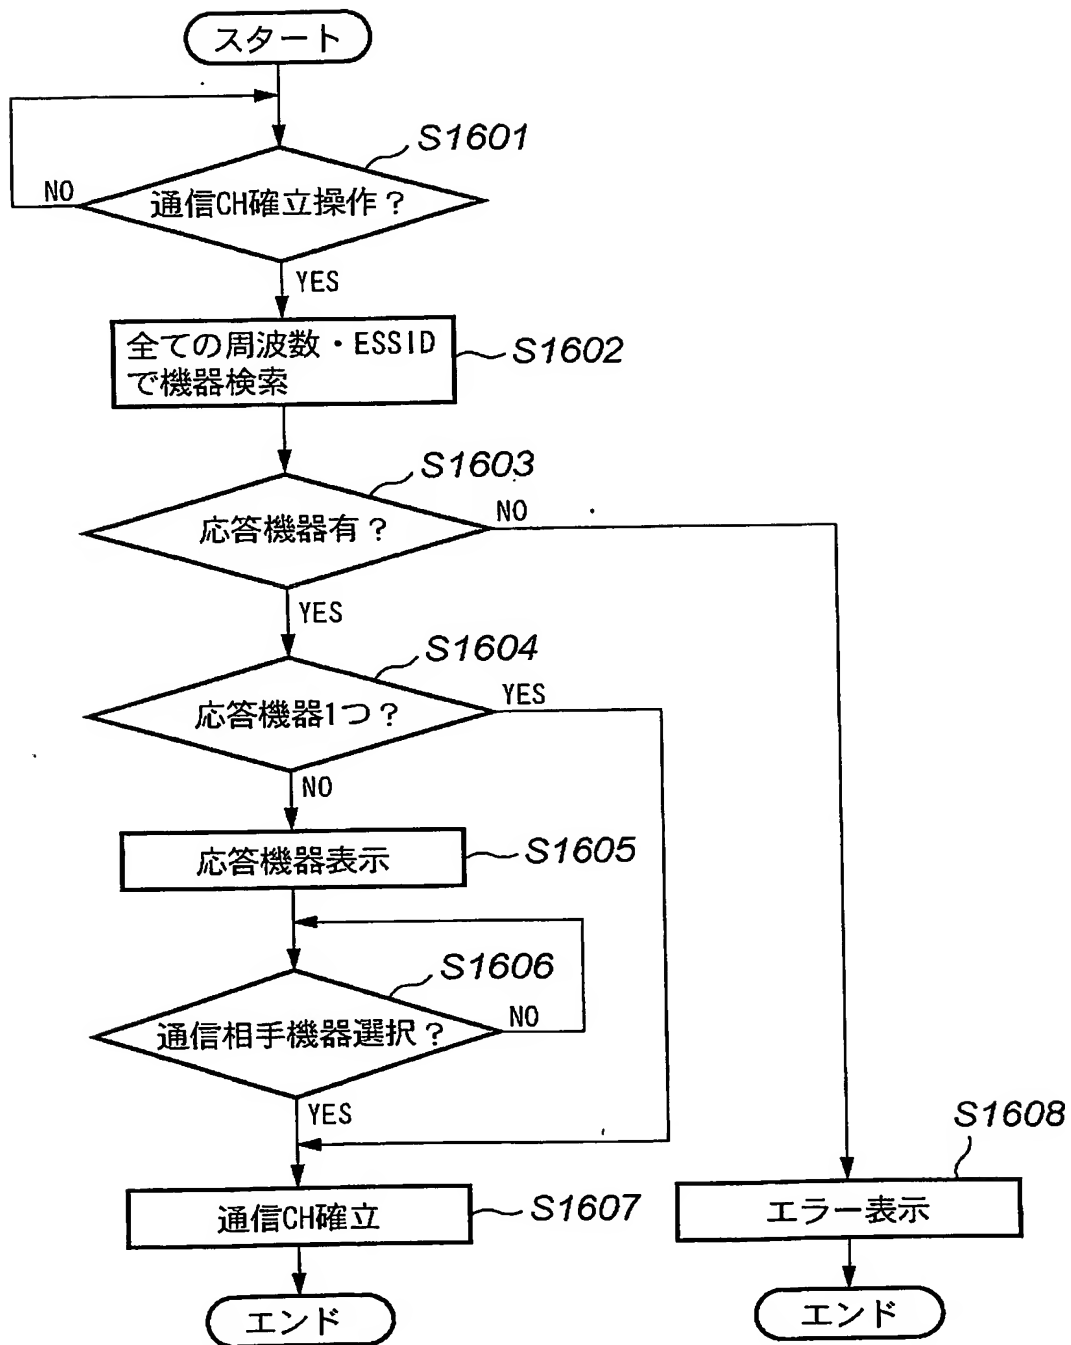 スタート
S1601
通信CH確立操作？
NO
YES
全ての周波数・ESSID
で機器検索
S1602
S1603
応答機器有？
NO
YES
S1604
応答機器1つ？
YES
NO
応答機器表示
S1605
S1606
通信相手機器選択？
NO
YES
S1608
通信CH確立
S1607
エラー表示
エンド
エンド